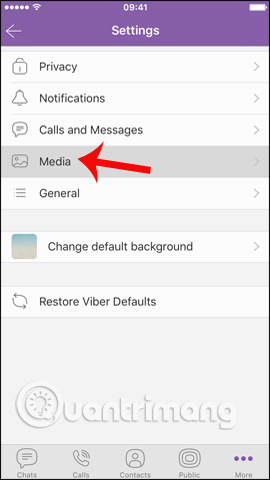 09:41
Settings
Privacy
Notifications
Calls and Messages
Media
General
Change default background
Restore Viber Defaults
Quantrimang
Chats Calls Contacts Public More